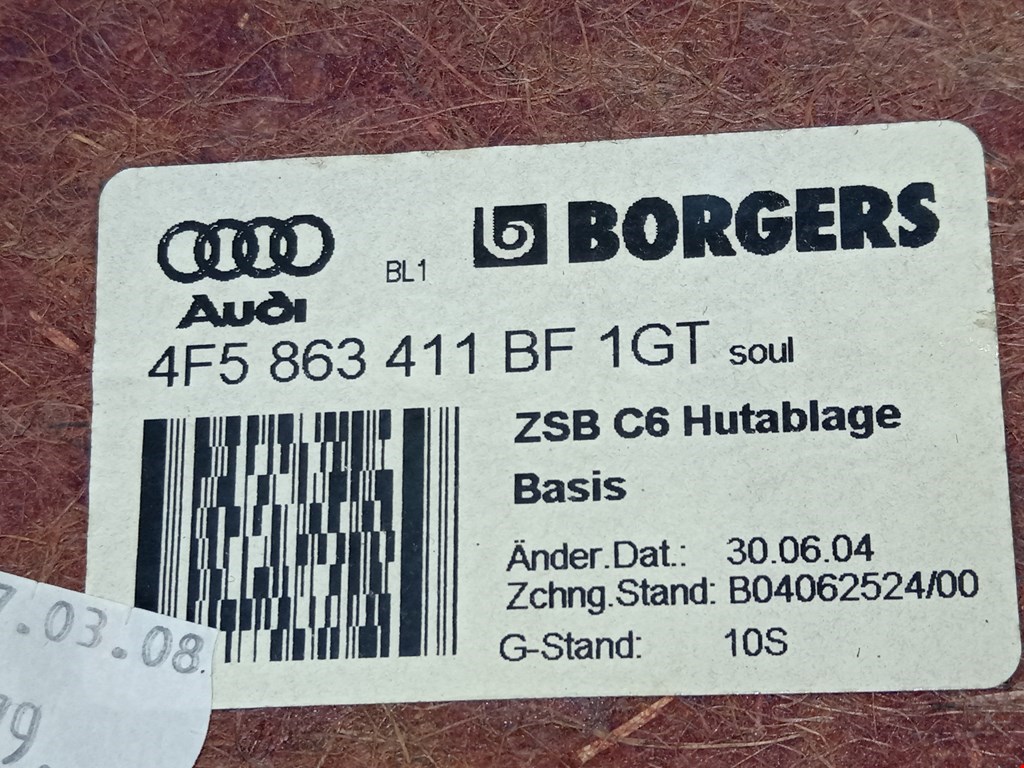 Audi
BL1
BORGERS
4F5 863 411 BF 1GT soul
ZSB C6 Hutablage
Basis
Änder.Dat.: 30.06.04
Zchng.Stand: B04062524/00
G-Stand: 10S
.03.08.
9.